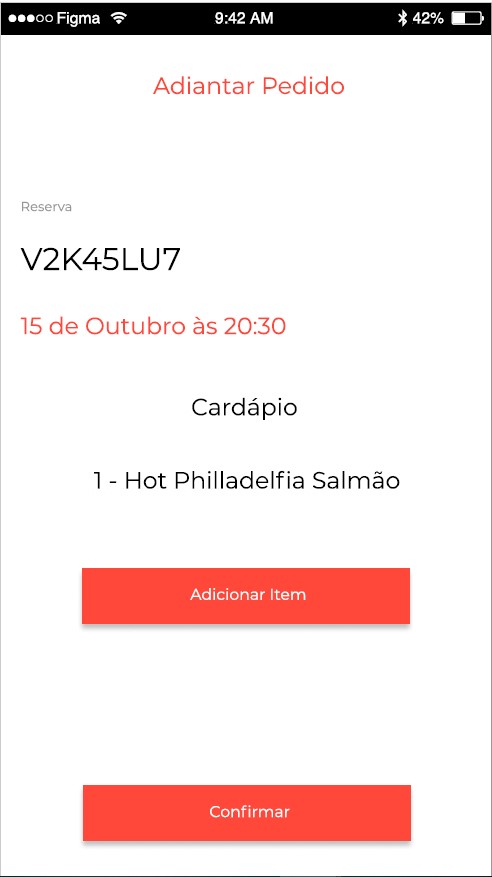 Figma 9:42 AM 42%
Adiantar Pedido
Reserva
V2K45LU7
15 de Outubro às 20:30
Cardápio
1 - Hot Philladelfia Salmão
Adicionar Item
Confirmar